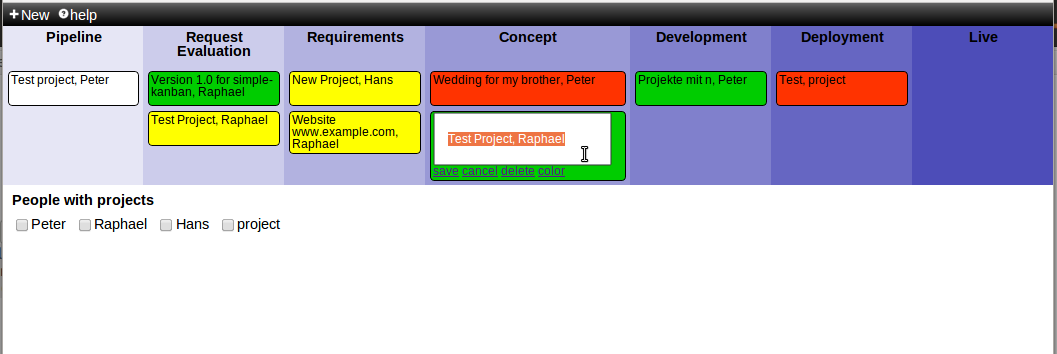 New help
Pipeline
Request
Evaluation
Requirements
Concept
Development
Deployment
Live
Test project, Peter
Version 1.0 for simple-
kanban, Raphael
New Project, Hans
Wedding for my brother, Peter
Projekte mit n, Peter
Test, project
Test Project, Raphael
Website
www.example.com,
Raphael
Test Project, Raphael
save cancel delete color
People with projects
Peter Raphael Hans project